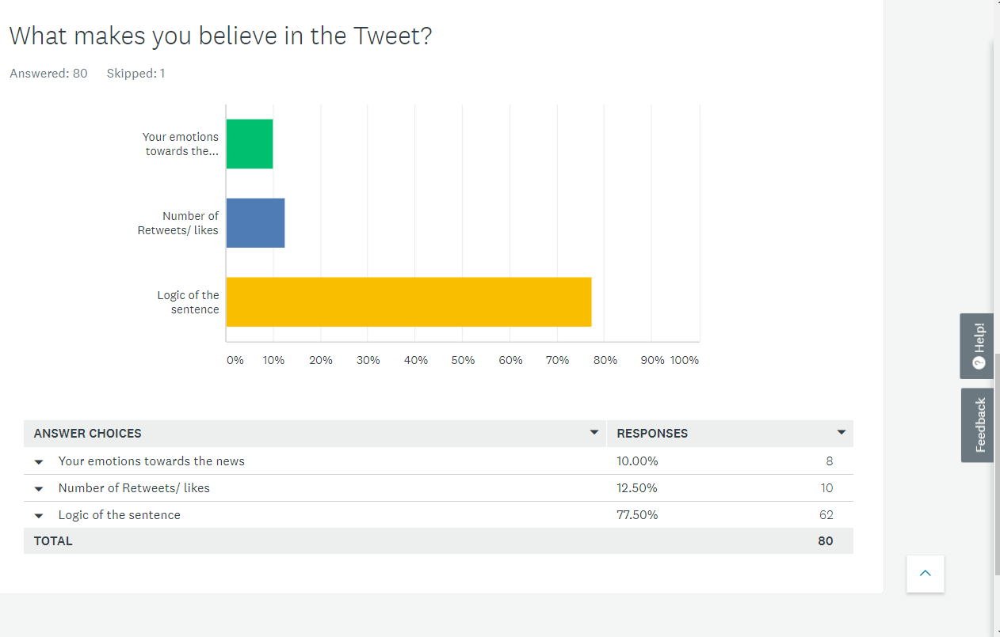 What makes you believe in the Tweet?
Answered: 80 Skipped: 1
Your emotions
towards the...
Number of
Retweets/ likes
Logic of the
sentence
0% 10% 20% 30% 40% 50% 60% 70% 80% 90% 100%
ANSWER CHOICES RESPONSES
Your emotions towards the news 10.00% 8
Number of Retweets/ likes 12.50% 10
Logic of the sentence 77.50% 62
TOTAL 80
? Help!
Feedback